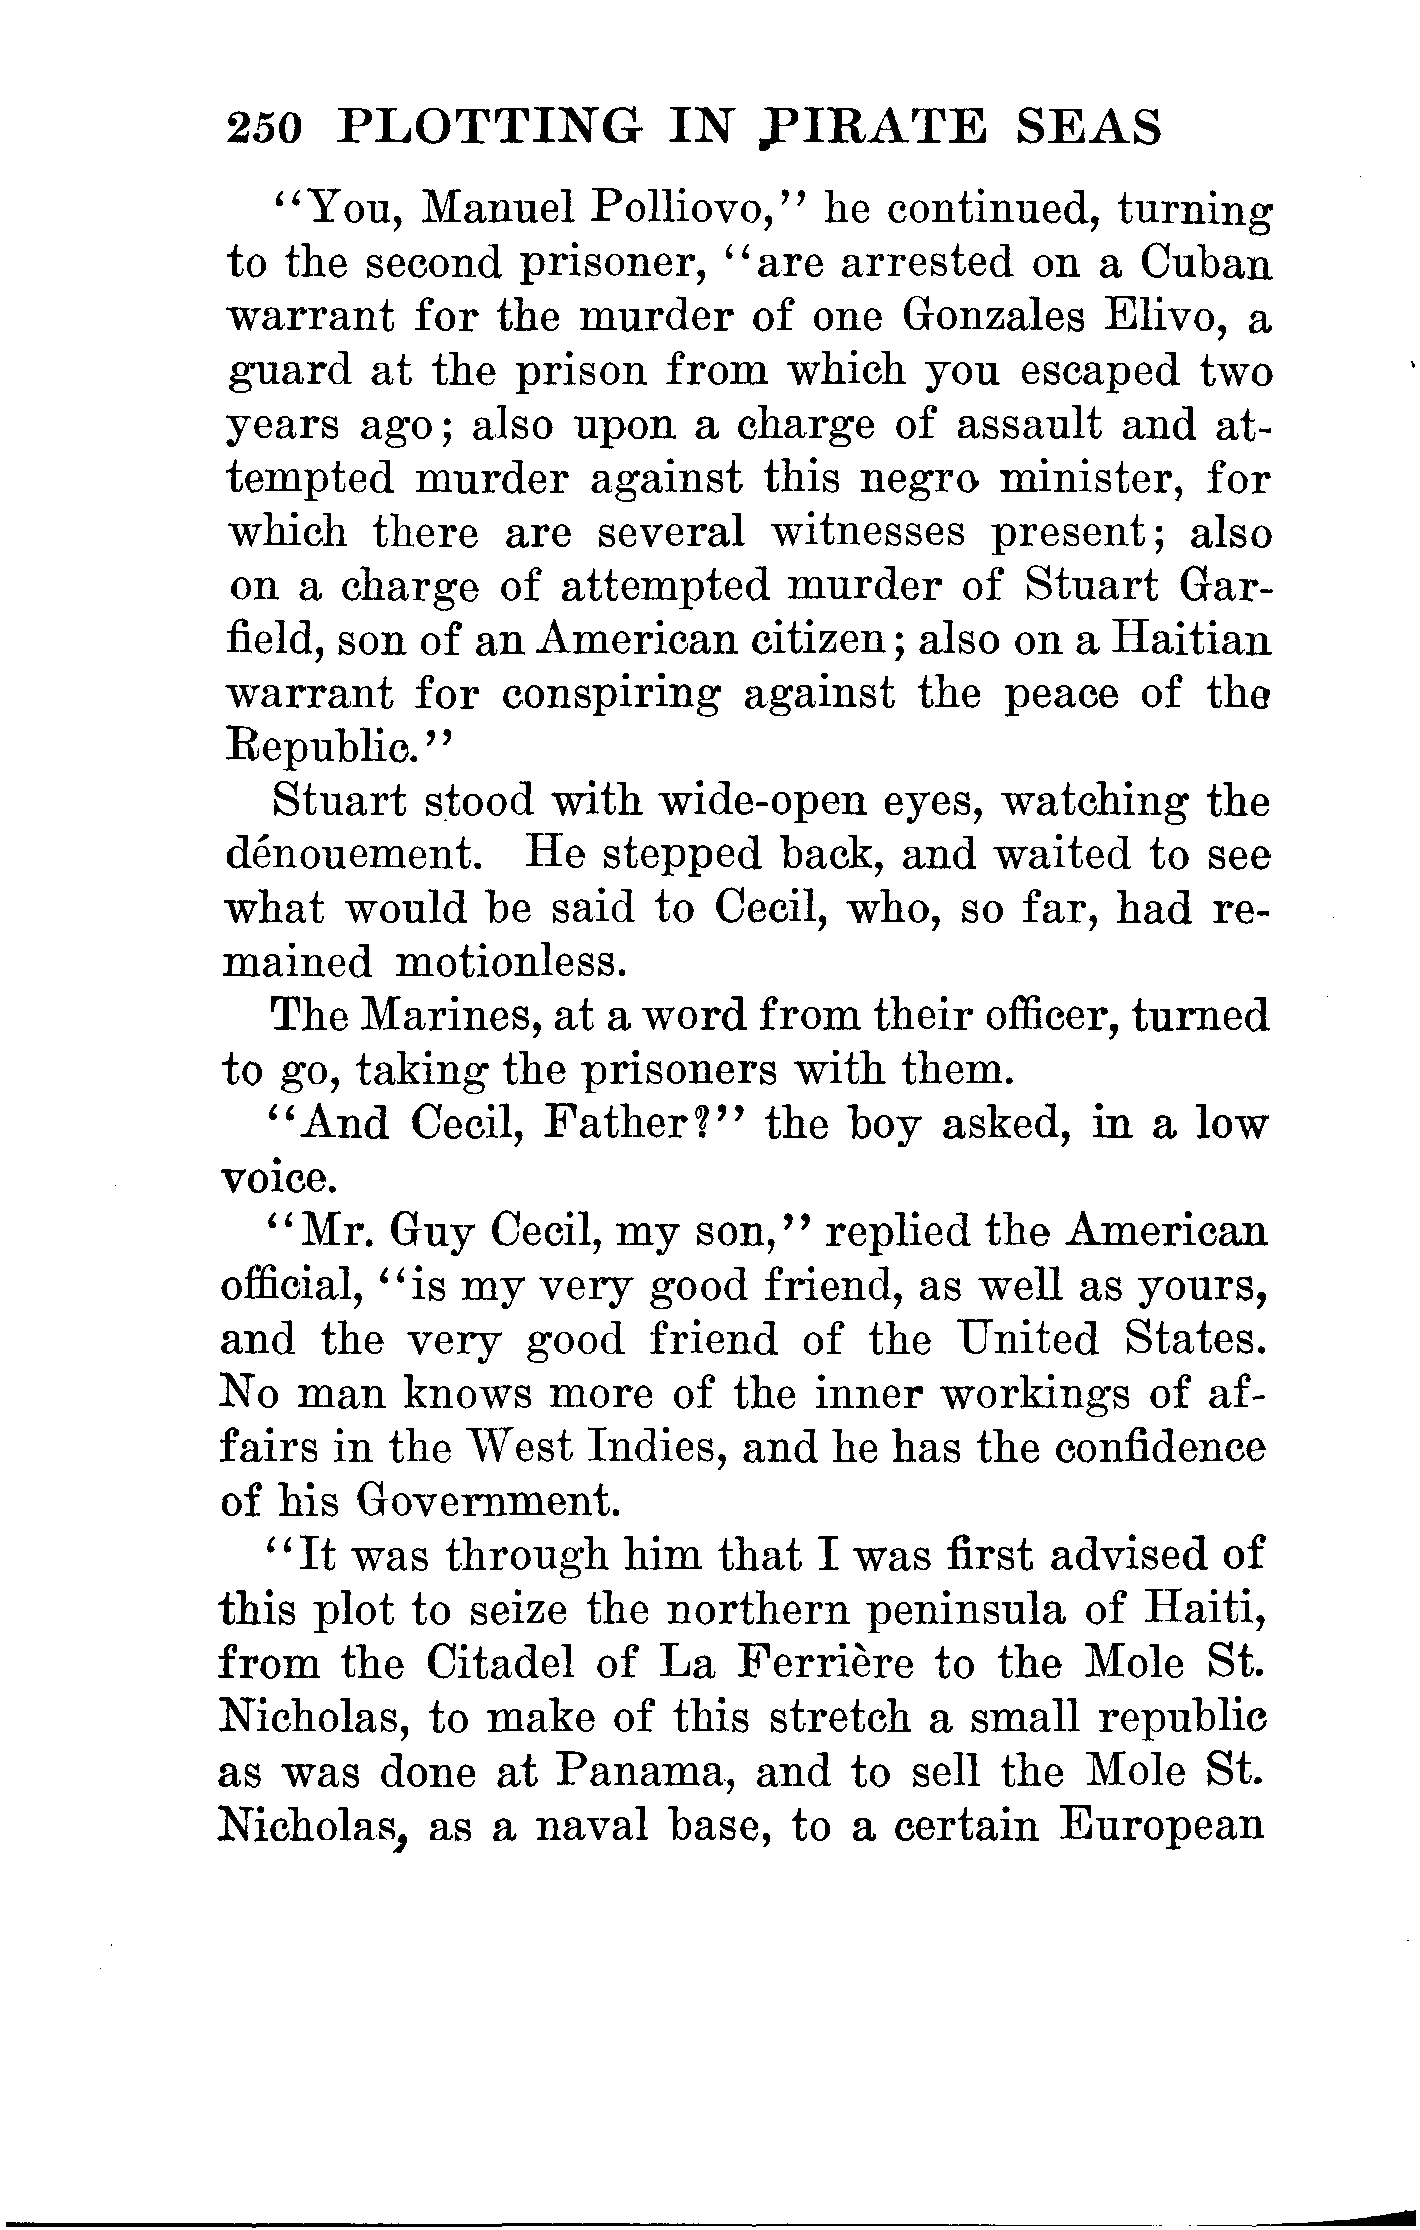 250 PLOTTING IN PIRATE SEAS
"You, Manuel Polliovo," he continued, turning
to the second prisoner, "are arrested on a Cuban
warrant for the murder of one Gonzales Elivo, a
guard at the prison from which you escaped two
years ago; also upon a charge of assault and at-
tempted murder against this negro minister, for
which there are several witnesses present; also
on a charge of attempted murder of Stuart Gar-
field, son of an American citizen; also on a Haitian
warrant for conspiring against the peace of the
Republic."
Stuart stood with wide-open eyes, watching the
dénouement. He stepped back, and waited to see
what would be said to Cecil, who, so far, had re-
mained motionless.
The Marines, at a word from their officer, turned
to go, taking the prisoners with them.
"And Cecil, Father?" the boy asked, in a low
voice.
"Mr. Guy Cecil, my son," replied the American
official, "is my very good friend, as well as yours,
and the very good friend of the United States.
No man knows more of the inner workings of af-
fairs in the West Indies, and he has the confidence
of his Government.
"It was through him that I was first advised of
this plot to seize the northern peninsula of Haiti,
from the Citadel of La Ferrière to the Mole St.
Nicholas, to make of this stretch a small republic
as was done at Panama, and to sell the Mole St.
Nicholas, as a naval base, to a certain European